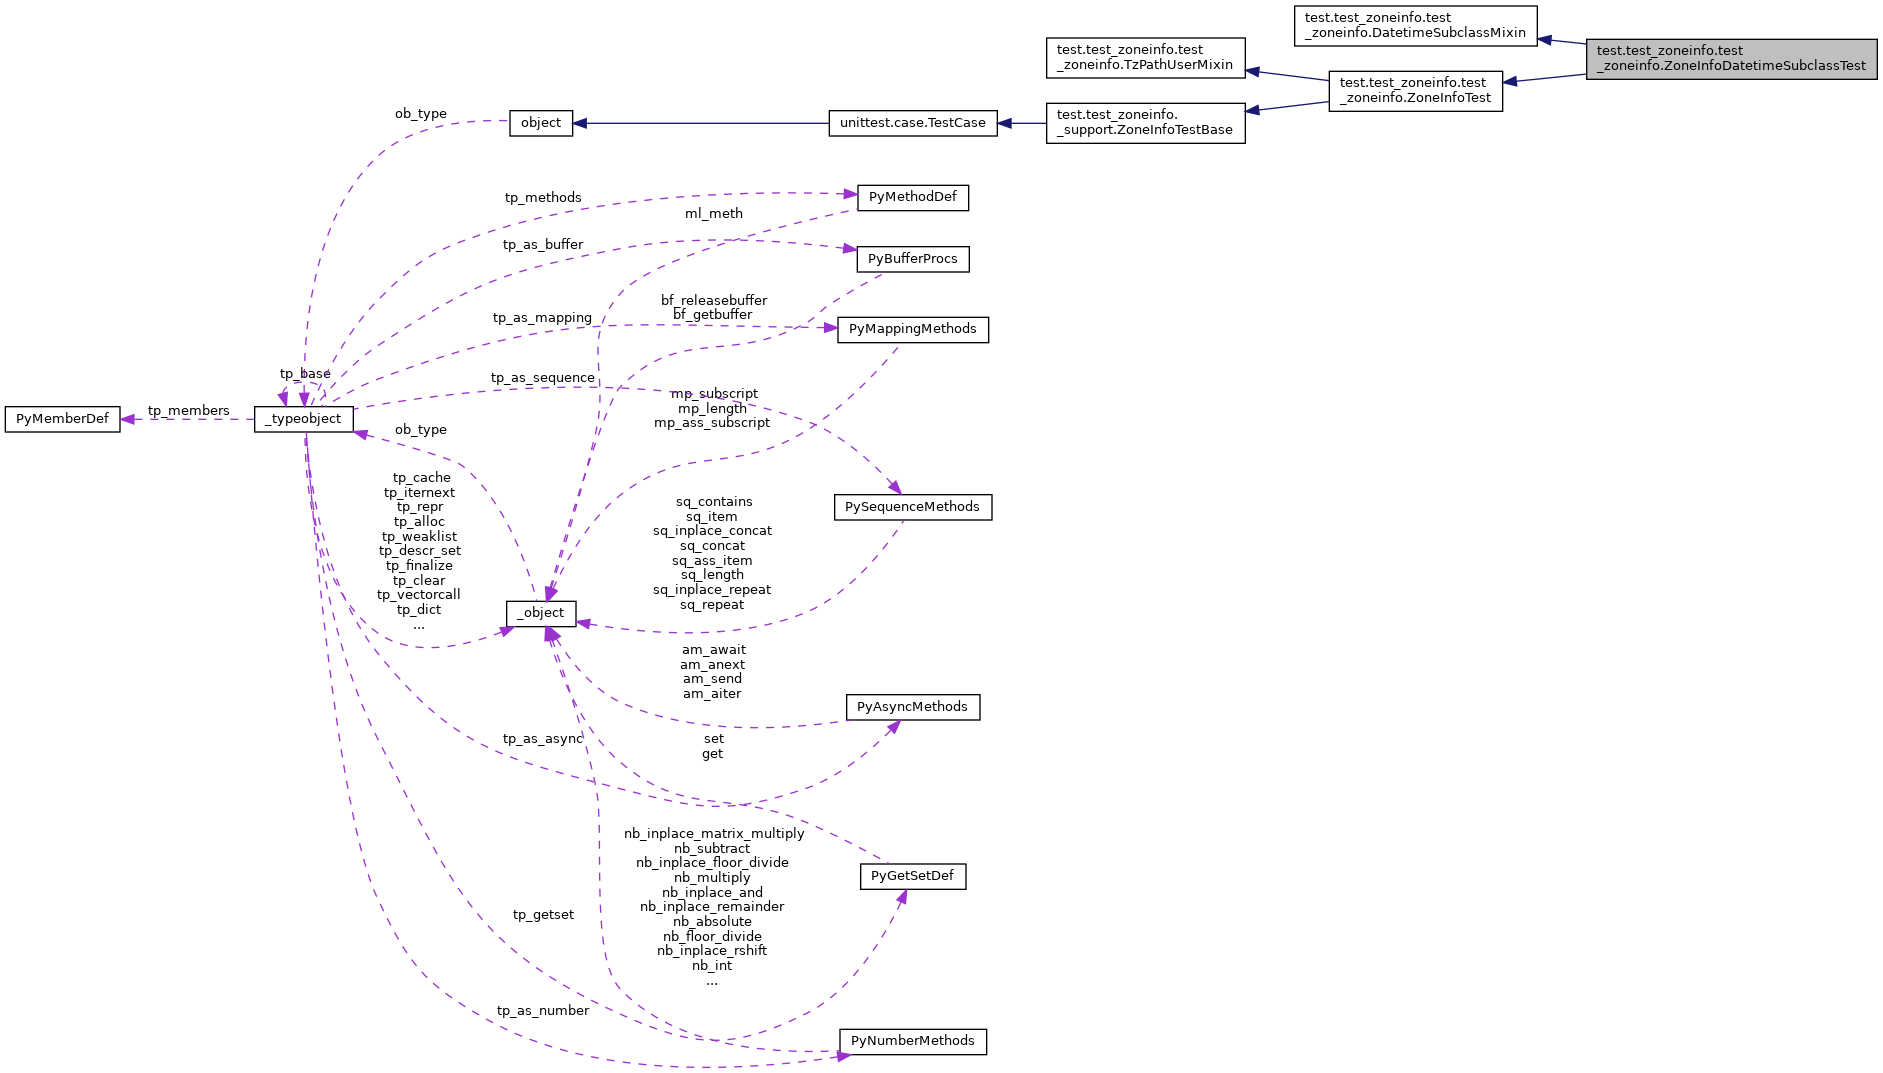 test.test_zoneinfo.test
_zoneinfo.DatetimeSubclassMixin
test.test_zoneinfo.test
_zoneinfo.TzPathUserMixin
test.test_zoneinfo.test
_zoneinfo.ZoneInfoDatetimeSubclassTest
test.test_zoneinfo.test
_zoneinfo.ZoneInfoTest
ob_type
object
unittest.case.TestCase
test.test_zoneinfo.
_support.ZoneInfoTestBase
tp_methods
PyMethodDef
ml_meth
tp_as_buffer
PyBufferProcs
bf_releasebuffer
bf_getbuffer
tp_as_mapping
PyMappingMethods
tp_base
tp_as_sequence
mp_subscript
mp_length
mp_ass_subscript
PyMemberDef
tp_members
_typeobject
ob_type
tp_cache
tp_iternext
tp_repr
tp_alloc
tp_weaklist
tp_descr_set
tp_finalize
tp_clear
tp_vectorcall
tp_dict
...
sq_contains
sq_item
sq_inplace_concat
sq_concat
sq_ass_item
sq_length
sq_inplace_repeat
sq_repeat
PySequenceMethods
_object
am_await
am_anext
am_send
am_aiter
PyAsyncMethods
tp_as_async
set
get
nb_inplace_matrix_multiply
nb_subtract
nb_inplace_floor_divide
nb_multiply
nb_inplace_and
nb_inplace_remainder
nb_absolute
nb_floor_divide
nb_inplace_rshift
nb_int
...
PyGetSetDef
tp_getset
tp_as_number
PyNumberMethods